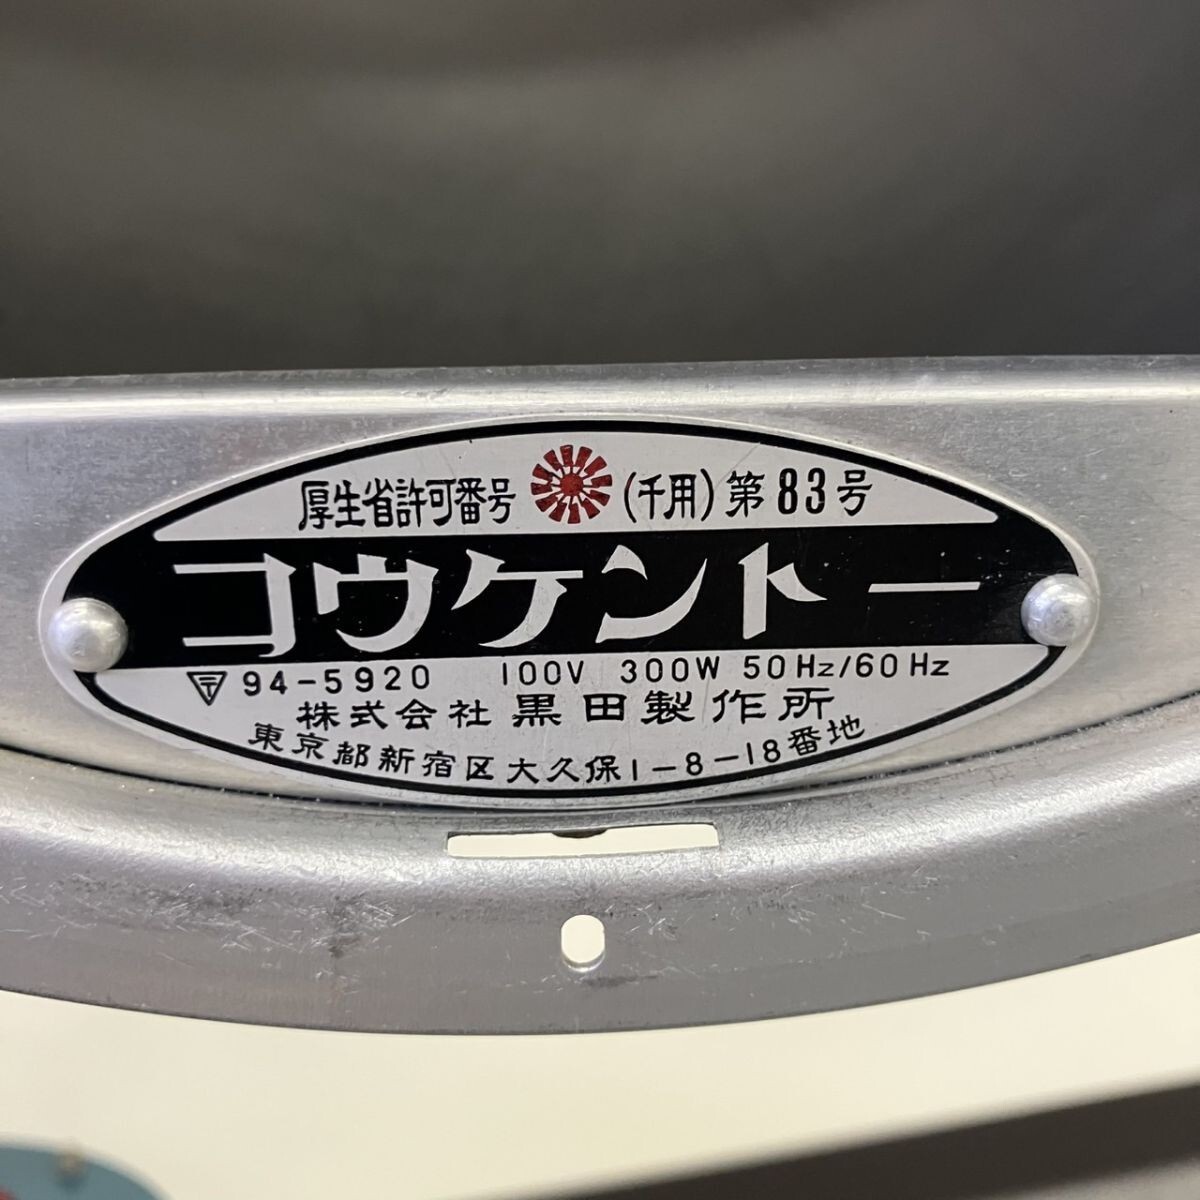 厚生省許可番号 (千用) 第83号
コウケントー
〒 94-5920 100V 300W 50Hz/60Hz
株式会社 黒田製作所
東京都新宿区大久保1-8-18番地